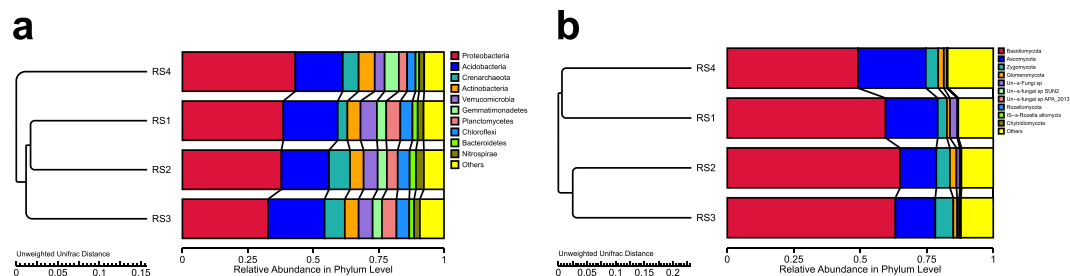 a
RS4
RS1
RS2
RS3
Proteobacteria
Acidobacteria
Crenarchaeota
Actinobacteria
Verrucomicrobia
Gemmatimonadetes
Planctomycetes
Chloroflexi
Bacteroidetes
Nitrospirae
Others
Unweighted Unifrac Distance
0 0.05 0.1 0.15
0 0.25 0.5 0.75 1
Relative Abundance in Phylum Level
b
RS4
RS1
RS2
RS3
Basidiomycota
Ascomycota
Zygomycota
Glomeromycota
Un-s-Fungi sp
Un-s-fungal sp SUN2
Un-s-fungal sp APA_2013
Rozellomycota
IS-s-Rozella allomycis
Chytridiomycota
Others
Unweighted Unifrac Distance
0 0.05 0.1 0.15 0.2
0 0.25 0.5 0.75 1
Relative Abundance in Phylum Level